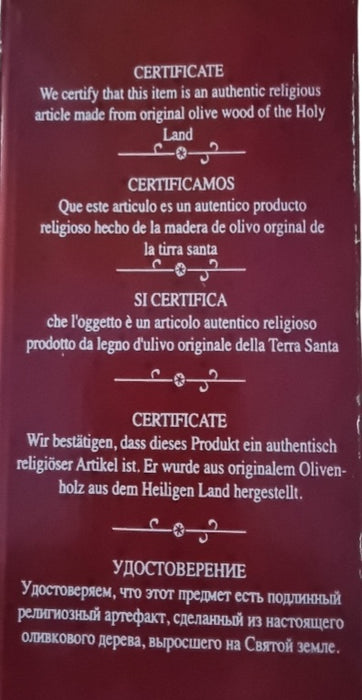 CERTIFICATE
We certify that this item is an authentic religious
article made from original olive wood of the Holy
Land
CERTIFICAMOS
Que este articulo es un autentico producto
religioso hecho de la madera de olivo orginal de
la tirra santa
SI CERTIFICA
che l'oggetto è un articolo autentico religioso
prodotto da legno d'ulivo originale della Terra Santa
CERTIFICATE
Wir bestätigen, dass dieses Produkt ein authentisch
religiöser Artikel ist. Er wurde aus originalem Oliven-
holz aus dem Heiligen Land hergestellt.
УДОСТОВЕРЕНИЕ
Удостоверяем, что этот предмет есть подлинный
религиозный артефакт, сделанный из настоящего
оливкового дерева, выросшего на Святой земле.